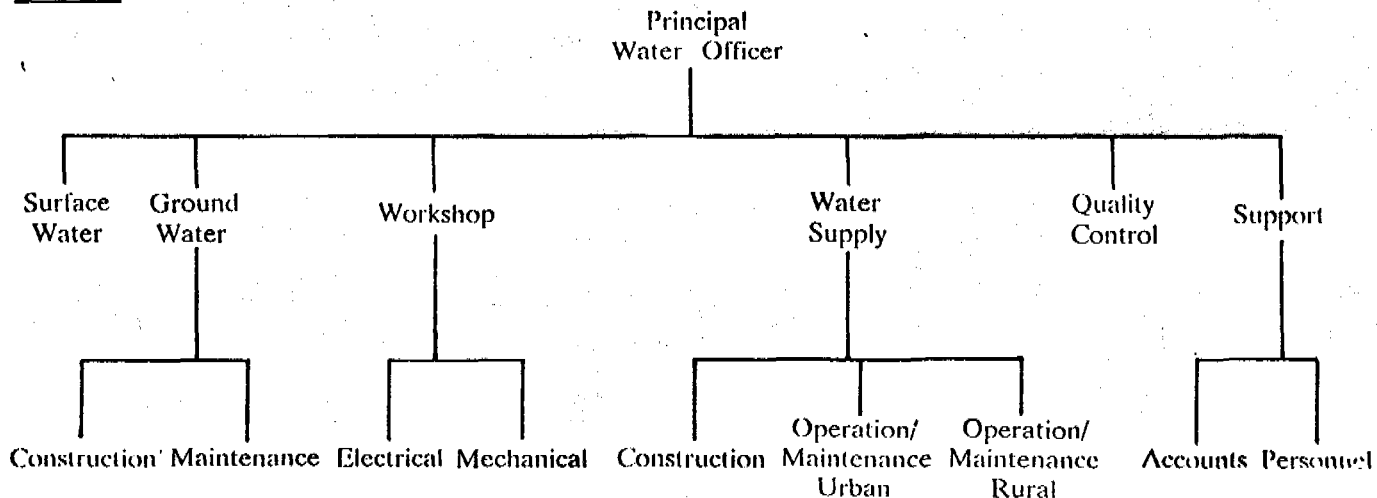 Principal
Water Officer
Surface
Water
Ground
Water
Workshop
Water
Supply
Quality
Control
Support
Construction Maintenance
Electrical Mechanical
Construction
Operation/
Maintenance
Urban
Operation/
Maintenance
Rural
Accounts Personnel